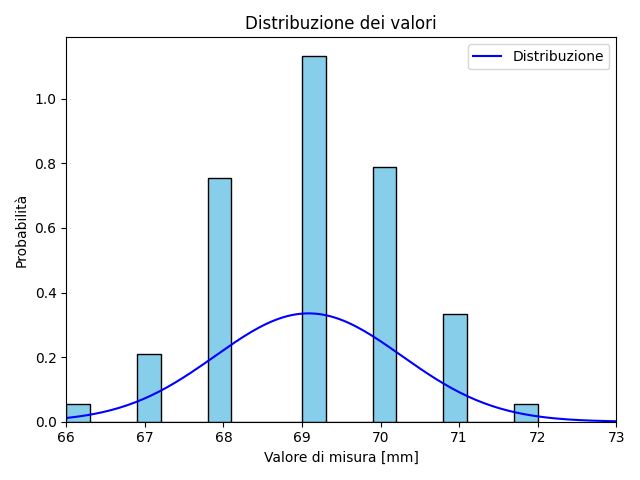 Distribuzione dei valori
Distribuzione
1.0
0.8
0.6
0.4
0.2
0.0
Probabilità
66 67 68 69 70 71 72 73
Valore di misura [mm]